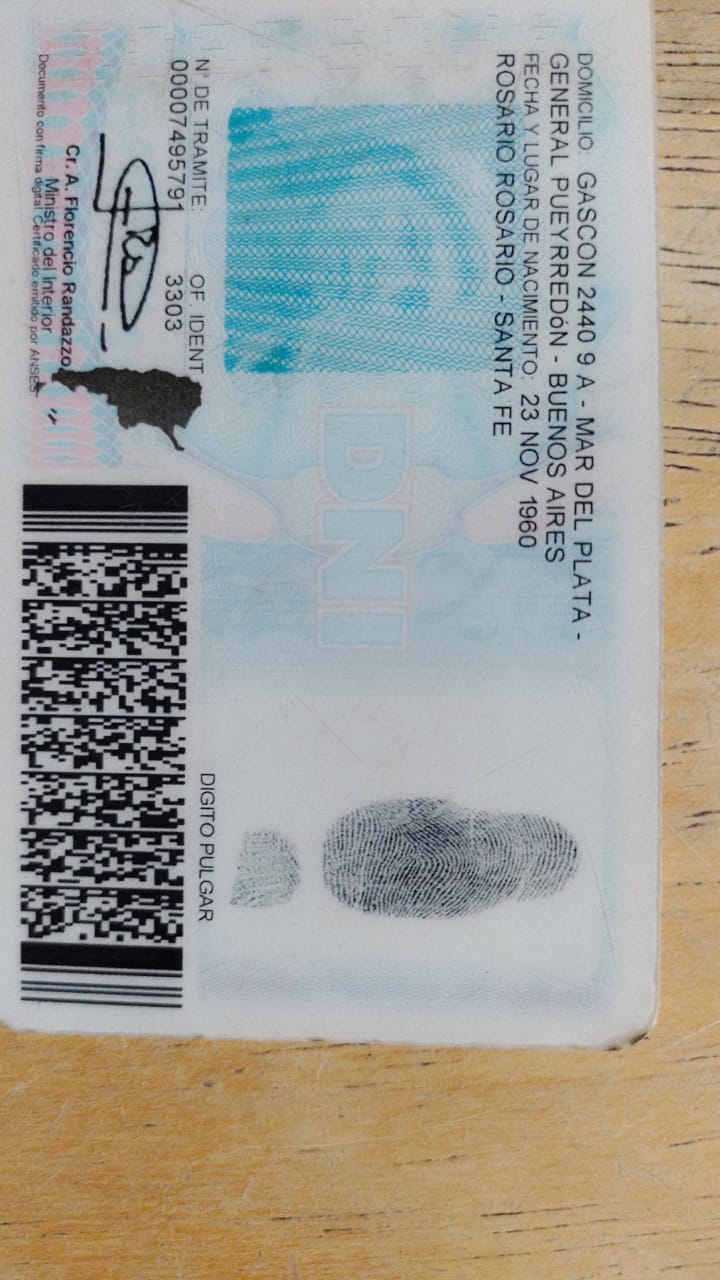 DOMICILIO: GASCON 2440 9 A - MAR DEL PLATA -
GENERAL PUEYRREDóN - BUENOS AIRES
FECHA Y LUGAR DE NACIMIENTO: 23 NOV 1960
ROSARIO ROSARIO - SANTA FE
DNI
N° DE TRAMITE: OF. IDENT
00007495791 3303
DIGITO PULGAR
Cr. A. Florencio Randazzo
Ministro del Interior
Documento con firma digital. Certificado emitido por ANSES.